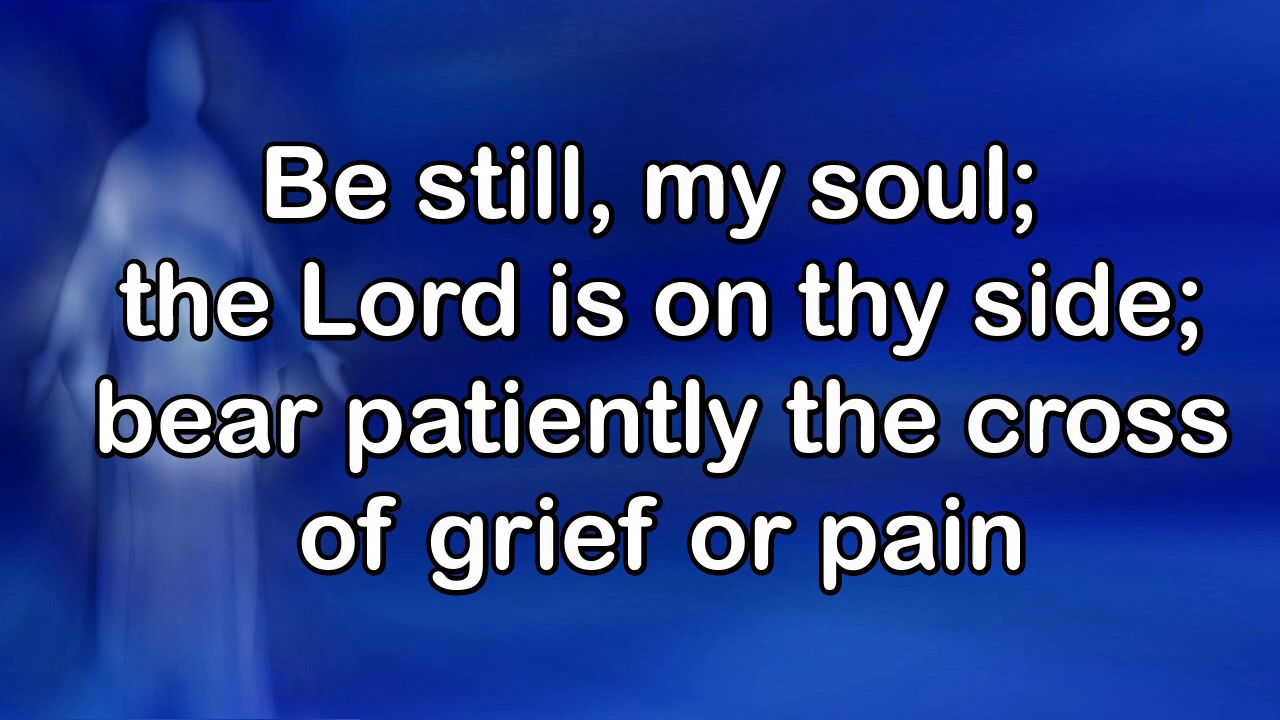 Be still, my soul;
the Lord is on thy side;
bear patiently the cross
of grief or pain